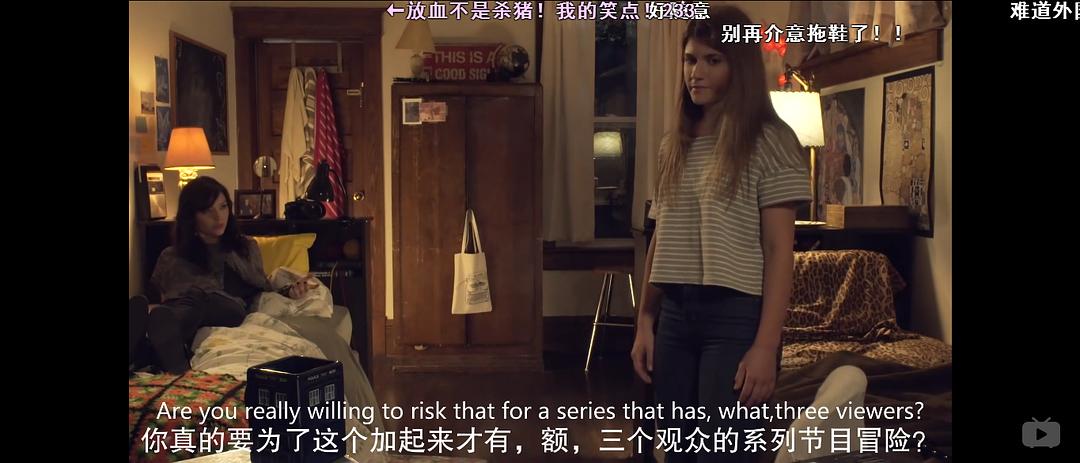 ←放血不是杀猪！我的笑点
难道外
别再介意拖鞋了！！
THIS IS A
GOOD SIGN
Are you really willing to risk that for a series that has, what,three viewers?
你真的要为了这个加起来才有，额，三个观众的系列节目冒险?